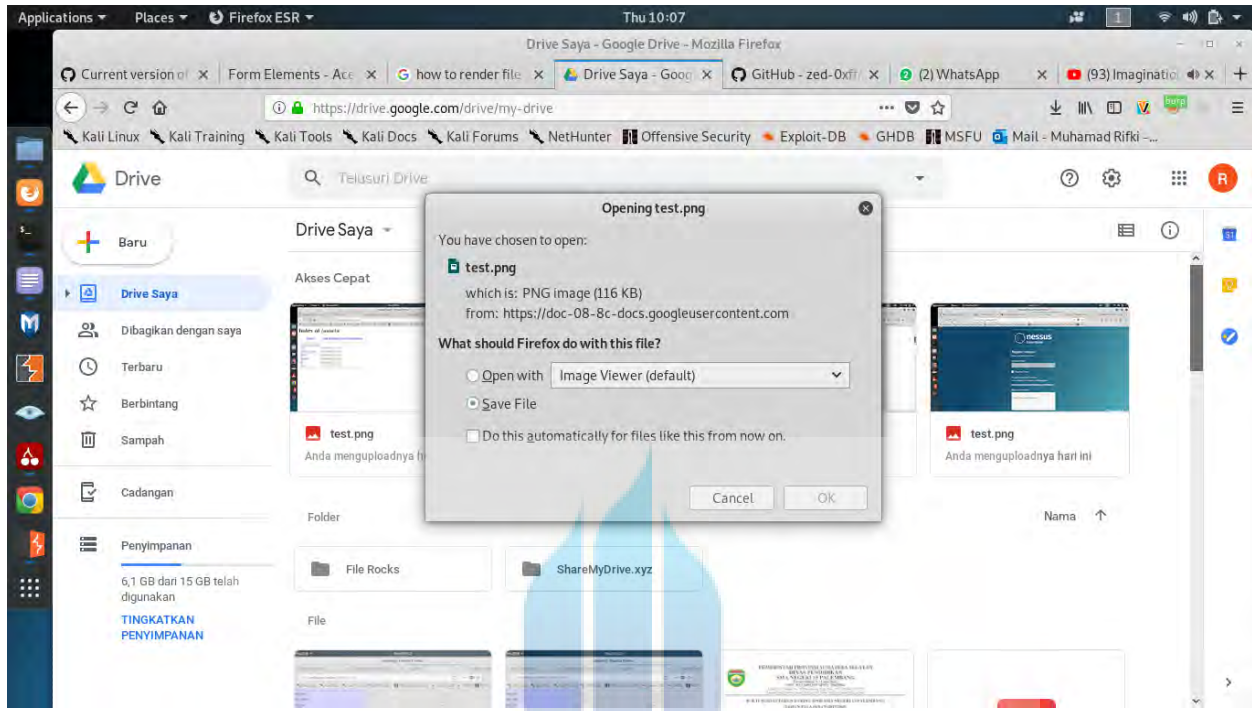 Applications Places Firefox ESR Thu 10:07 1
Drive Saya - Google Drive - Mozilla Firefox
Current version of Form Elements - Ace how to render file Drive Saya - Goog GitHub - zed-0xff/ (2) WhatsApp (93) Imaginatio
https://drive.google.com/drive/my-drive
Kali Linux Kali Training Kali Tools Kali Docs Kali Forums NetHunter Offensive Security Exploit-DB GHDB MSFU Mail - Muhamad Rifki -...
Drive Telusuri Drive R
Baru
Drive Saya
Drive Saya
Dibagikan dengan saya
Terbaru
Berbintang
Sampah
Cadangan
Penyimpanan
6,1 GB dari 15 GB telah
digunakan
TINGKATKAN
PENYIMPANAN
Akses Cepat
test.png
Anda menguploadnya h
nessus
test.png
Anda menguploadnya hari ini
Opening test.png
You have chosen to open:
test.png
which is: PNG image (116 KB)
from: https://doc-08-8c-docs.googleusercontent.com
What should Firefox do with this file?
Open with Image Viewer (default)
Save File
Do this automatically for files like this from now on.
Cancel OK
Folder Nama
File Rocks ShareMyDrive.xyz
File